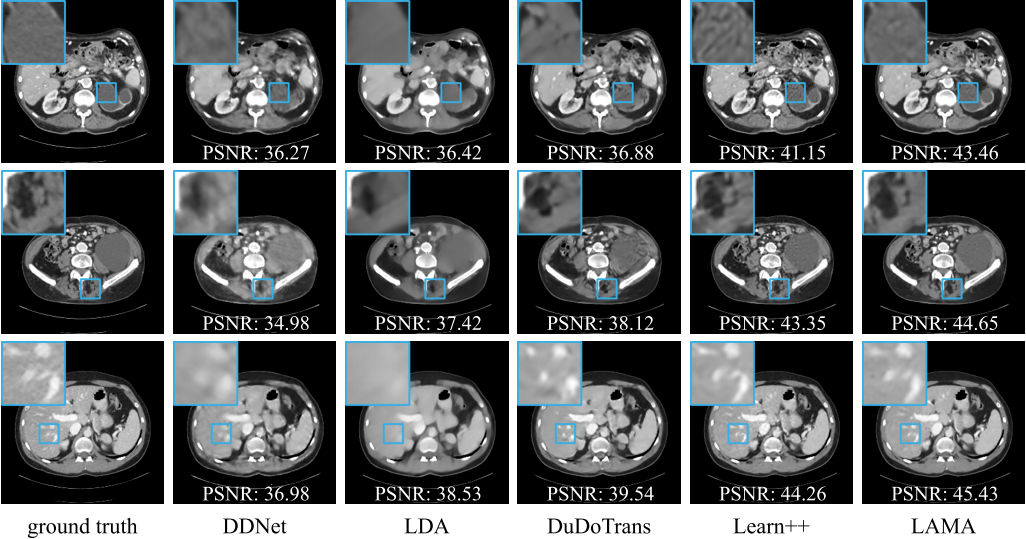 PSNR: 36.27 PSNR: 36.42 PSNR: 36.88 PSNR: 41.15 PSNR: 43.46
PSNR: 34.98 PSNR: 37.42 PSNR: 38.12 PSNR: 43.35 PSNR: 44.65
PSNR: 36.98 PSNR: 38.53 PSNR: 39.54 PSNR: 44.26 PSNR: 45.43
ground truth DDNet LDA DuDoTrans Learn++ LAMA